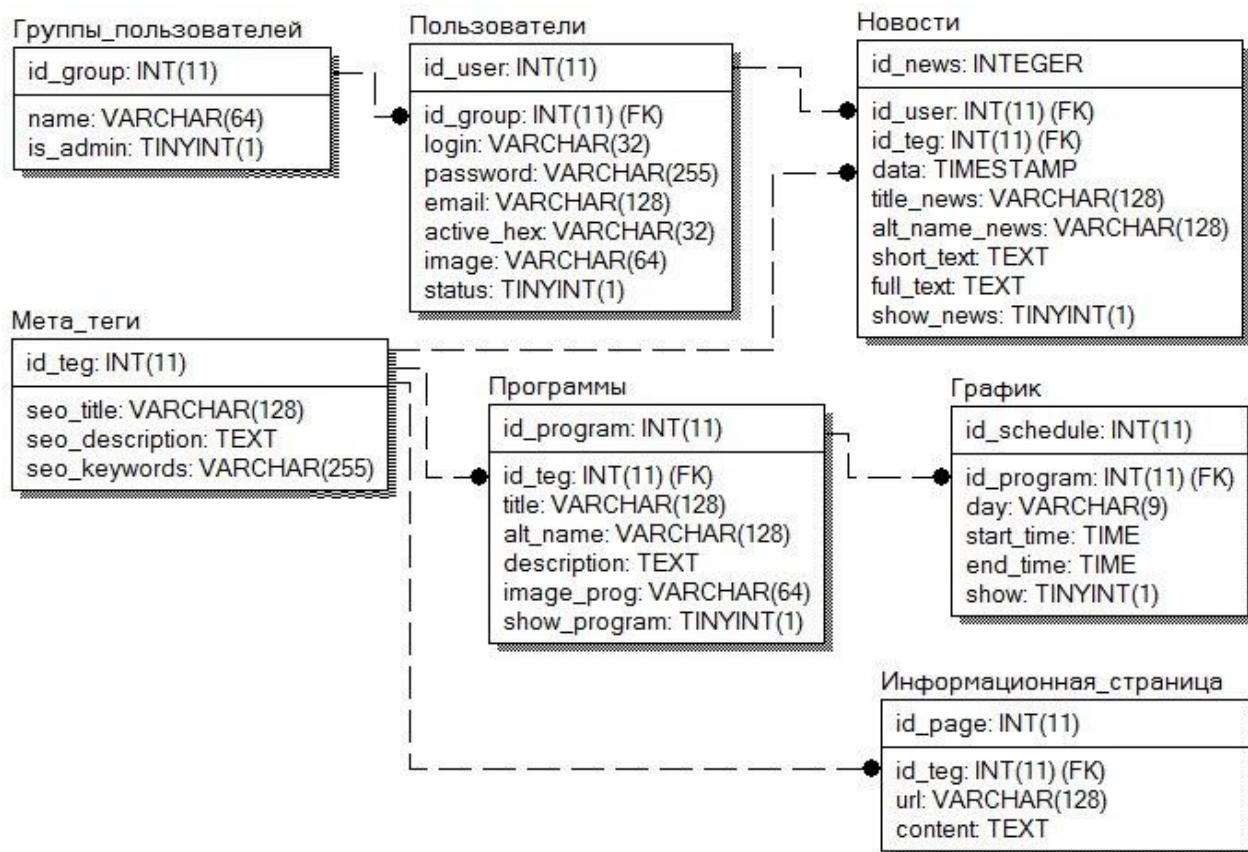 Группы_пользователей
id_group: INT(11)
name: VARCHAR(64)
is_admin: TINYINT(1)
Пользователи
id_user: INT(11)
id_group: INT(11) (FK)
login: VARCHAR(32)
password: VARCHAR(255)
email: VARCHAR(128)
active_hex: VARCHAR(32)
image: VARCHAR(64)
status: TINYINT(1)
Новости
id_news: INTEGER
id_user: INT(11) (FK)
id_teg: INT(11) (FK)
data: TIMESTAMP
title_news: VARCHAR(128)
alt_name_news: VARCHAR(128)
short_text: TEXT
full_text: TEXT
show_news: TINYINT(1)
Мета_теги
id_teg: INT(11)
seo_title: VARCHAR(128)
seo_description: TEXT
seo_keywords: VARCHAR(255)
Программы
id_program: INT(11)
id_teg: INT(11) (FK)
title: VARCHAR(128)
alt_name: VARCHAR(128)
description: TEXT
image_prog: VARCHAR(64)
show_program: TINYINT(1)
График
id_schedule: INT(11)
id_program: INT(11) (FK)
day: VARCHAR(9)
start_time: TIME
end_time: TIME
show: TINYINT(1)
Информационная_страница
id_page: INT(11)
id_teg: INT(11) (FK)
url: VARCHAR(128)
content: TEXT